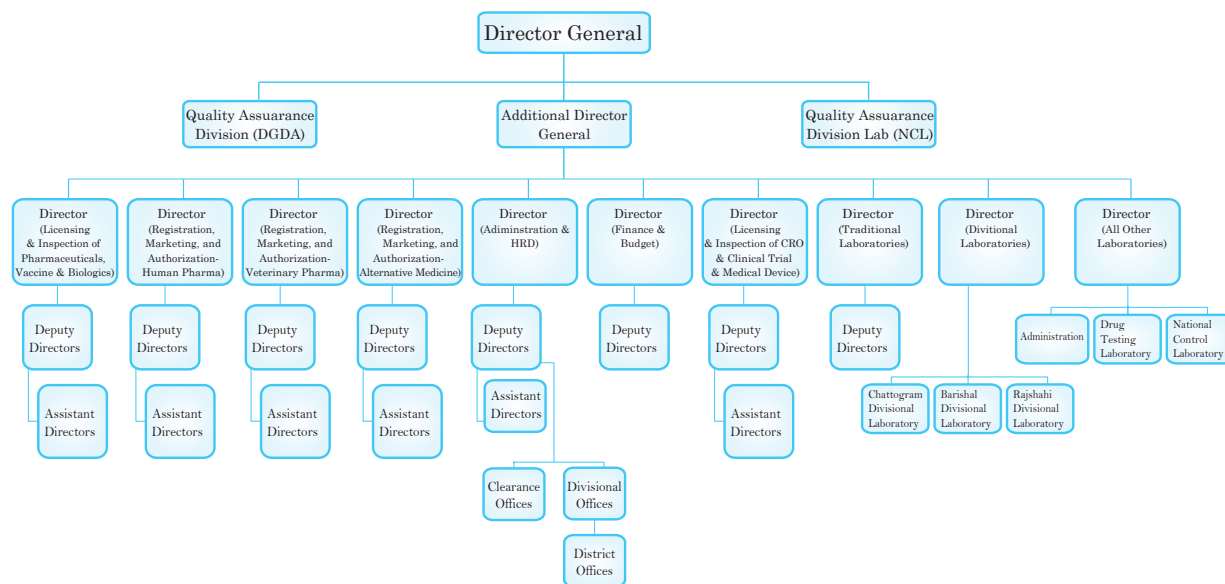 Director General
Quality Assuarance
Division (DGDA)
Additional Director
General
Quality Assuarance
Division Lab (NCL)
Director
(Licensing
& Inspection of
Pharmaceuticals,
Vaccine & Biologics)
Director
(Registration,
Marketing, and
Authorization-
Human Pharma)
Director
(Registration,
Marketing, and
Authorization-
Veterinary Pharma)
Director
(Registration,
Marketing, and
Authorization-
Alternative Medicine)
Director
(Adiminstration &
HRD)
Director
(Finance &
Budget)
Director
(Licensing
& Inspection of CRO
& Clinical Trial
& Medical Device)
Director
(Traditional
Laboratories)
Director
(Divitional
Laboratories)
Director
(All Other
Laboratories)
Deputy
Directors
Deputy
Directors
Deputy
Directors
Deputy
Directors
Deputy
Directors
Deputy
Directors
Deputy
Directors
Deputy
Directors
Administration
Drug
Testing
Laboratory
National
Control
Laboratory
Assistant
Directors
Assistant
Directors
Assistant
Directors
Assistant
Directors
Assistant
Directors
Assistant
Directors
Chattogram
Divisional
Laboratory
Barishal
Divisional
Laboratory
Rajshahi
Divisional
Laboratory
Clearance
Offices
Divisional
Offices
District
Offices